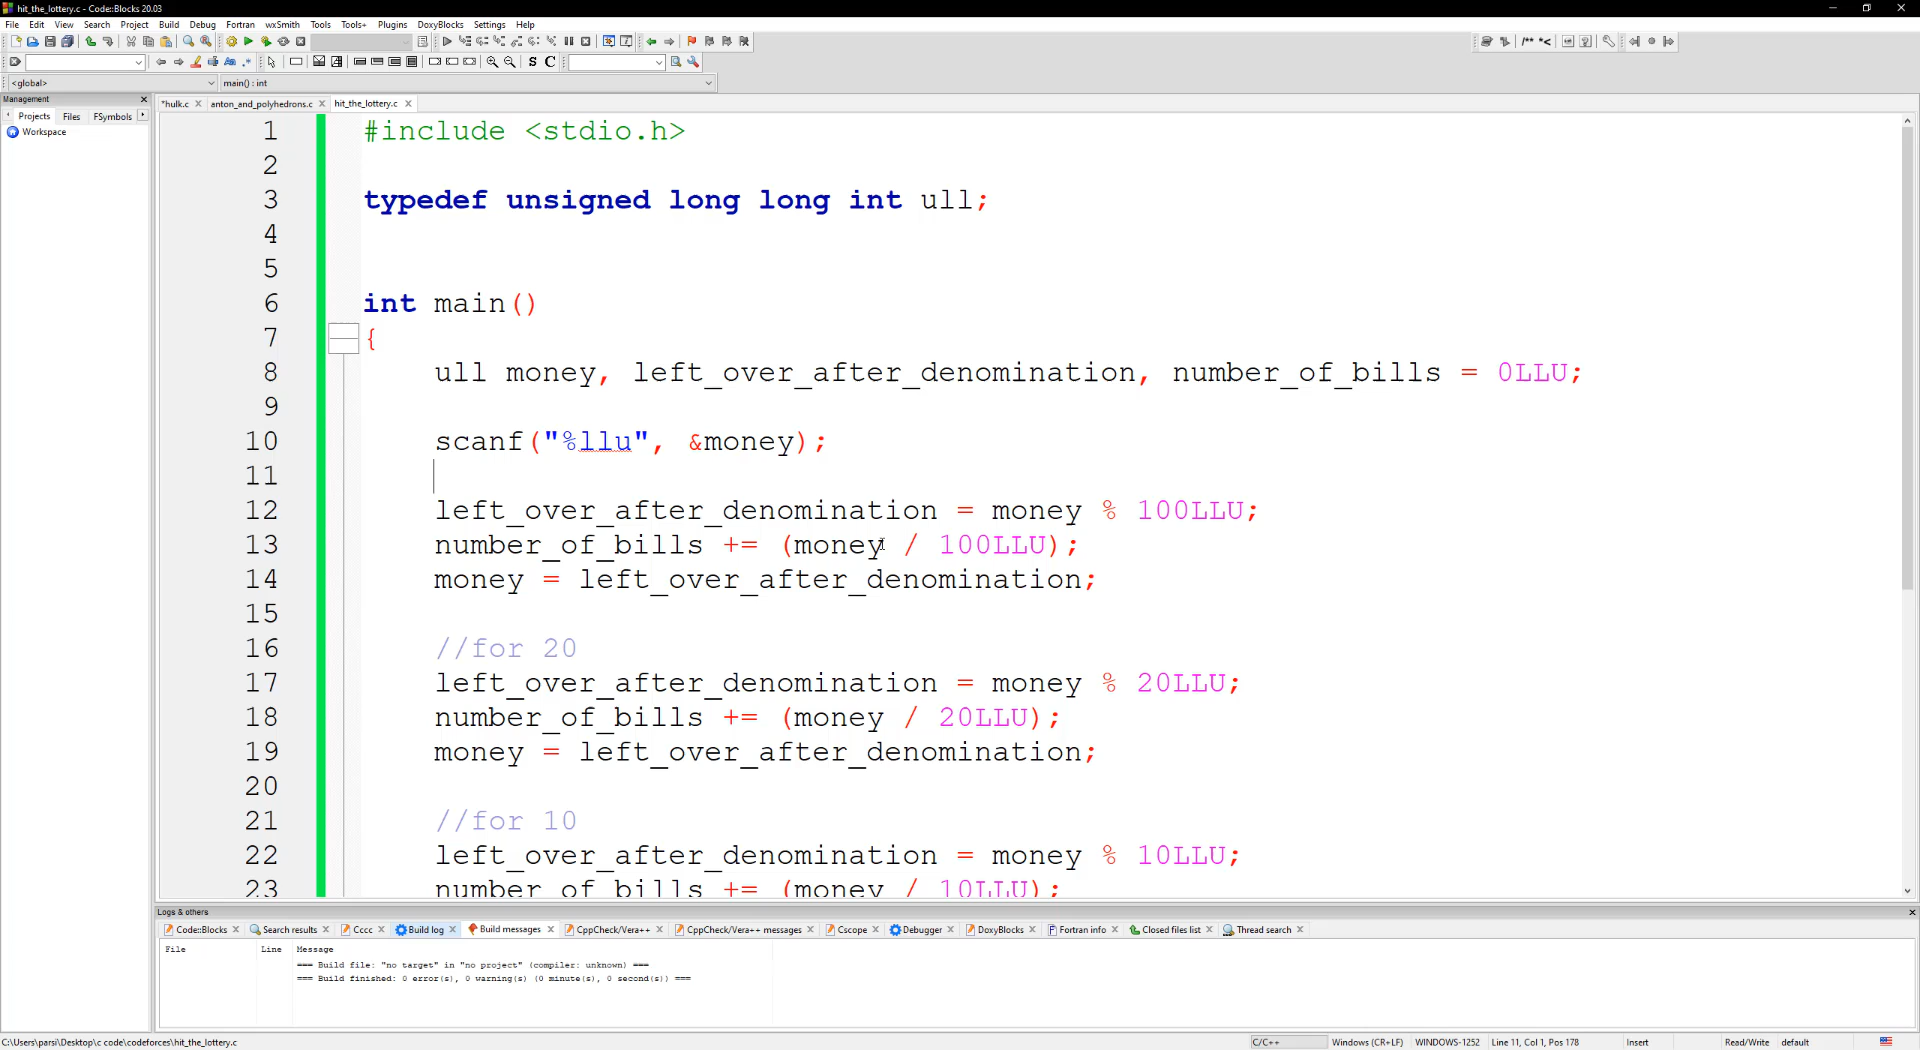 hit_the_lottery.c - Code::Blocks 20.03
File Edit View Search Project Build Debug Fortran wxSmith Tools Tools+ Plugins DoxyBlocks Settings Help
/** *<
S C
<global> main() : int
Management
Projects Files FSymbols
Workspace
*hulk.c anton_and_polyhedrons.c hit_the_lottery.c
1 #include <stdio.h>
2
3 typedef unsigned long long int ull;
4
5
6 int main()
7 {
8 ull money, left_over_after_denomination, number_of_bills = 0LLU;
9
10 scanf("%llu", &money);
11
12 left_over_after_denomination = money % 100LLU;
13 number_of_bills += (money / 100LLU);
14 money = left_over_after_denomination;
15
16 //for 20
17 left_over_after_denomination = money % 20LLU;
18 number_of_bills += (money / 20LLU);
19 money = left_over_after_denomination;
20
21 //for 10
22 left_over_after_denomination = money % 10LLU;
23 number_of_bills += (money / 10LLU);
Logs & others
Code::Blocks Search results Cccc Build log Build messages CppCheck/Vera++ CppCheck/Vera++ messages Cscope Debugger DoxyBlocks Fortran info Closed files list Thread search
File Line Message
=== Build file: "no target" in "no project" (compiler: unknown) ===
=== Build finished: 0 error(s), 0 warning(s) (0 minute(s), 0 second(s)) ===
C:\Users\parsi\Desktop\c code\codeforces\hit_the_lottery.c C/C++ Windows (CR+LF) WINDOWS-1252 Line 11, Col 1, Pos 178 Insert Read/Write default